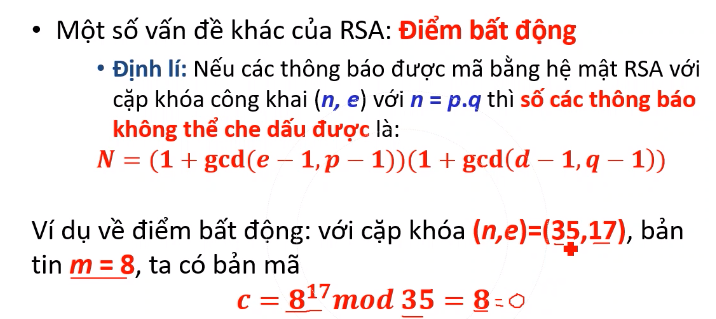 • Một số vấn đề khác của RSA: Điểm bất động
• Định lí: Nếu các thông báo được mã bằng hệ mật RSA với
cặp khóa công khai (n, e) với n = p.q thì số các thông báo
không thể che dấu được là:
N = (1 + gcd(e − 1, p − 1))(1 + gcd(d − 1, q − 1))
Ví dụ về điểm bất động: với cặp khóa (n,e)=(35,17), bản
tin m = 8, ta có bản mã
c = 8¹⁷ mod 35 = 8